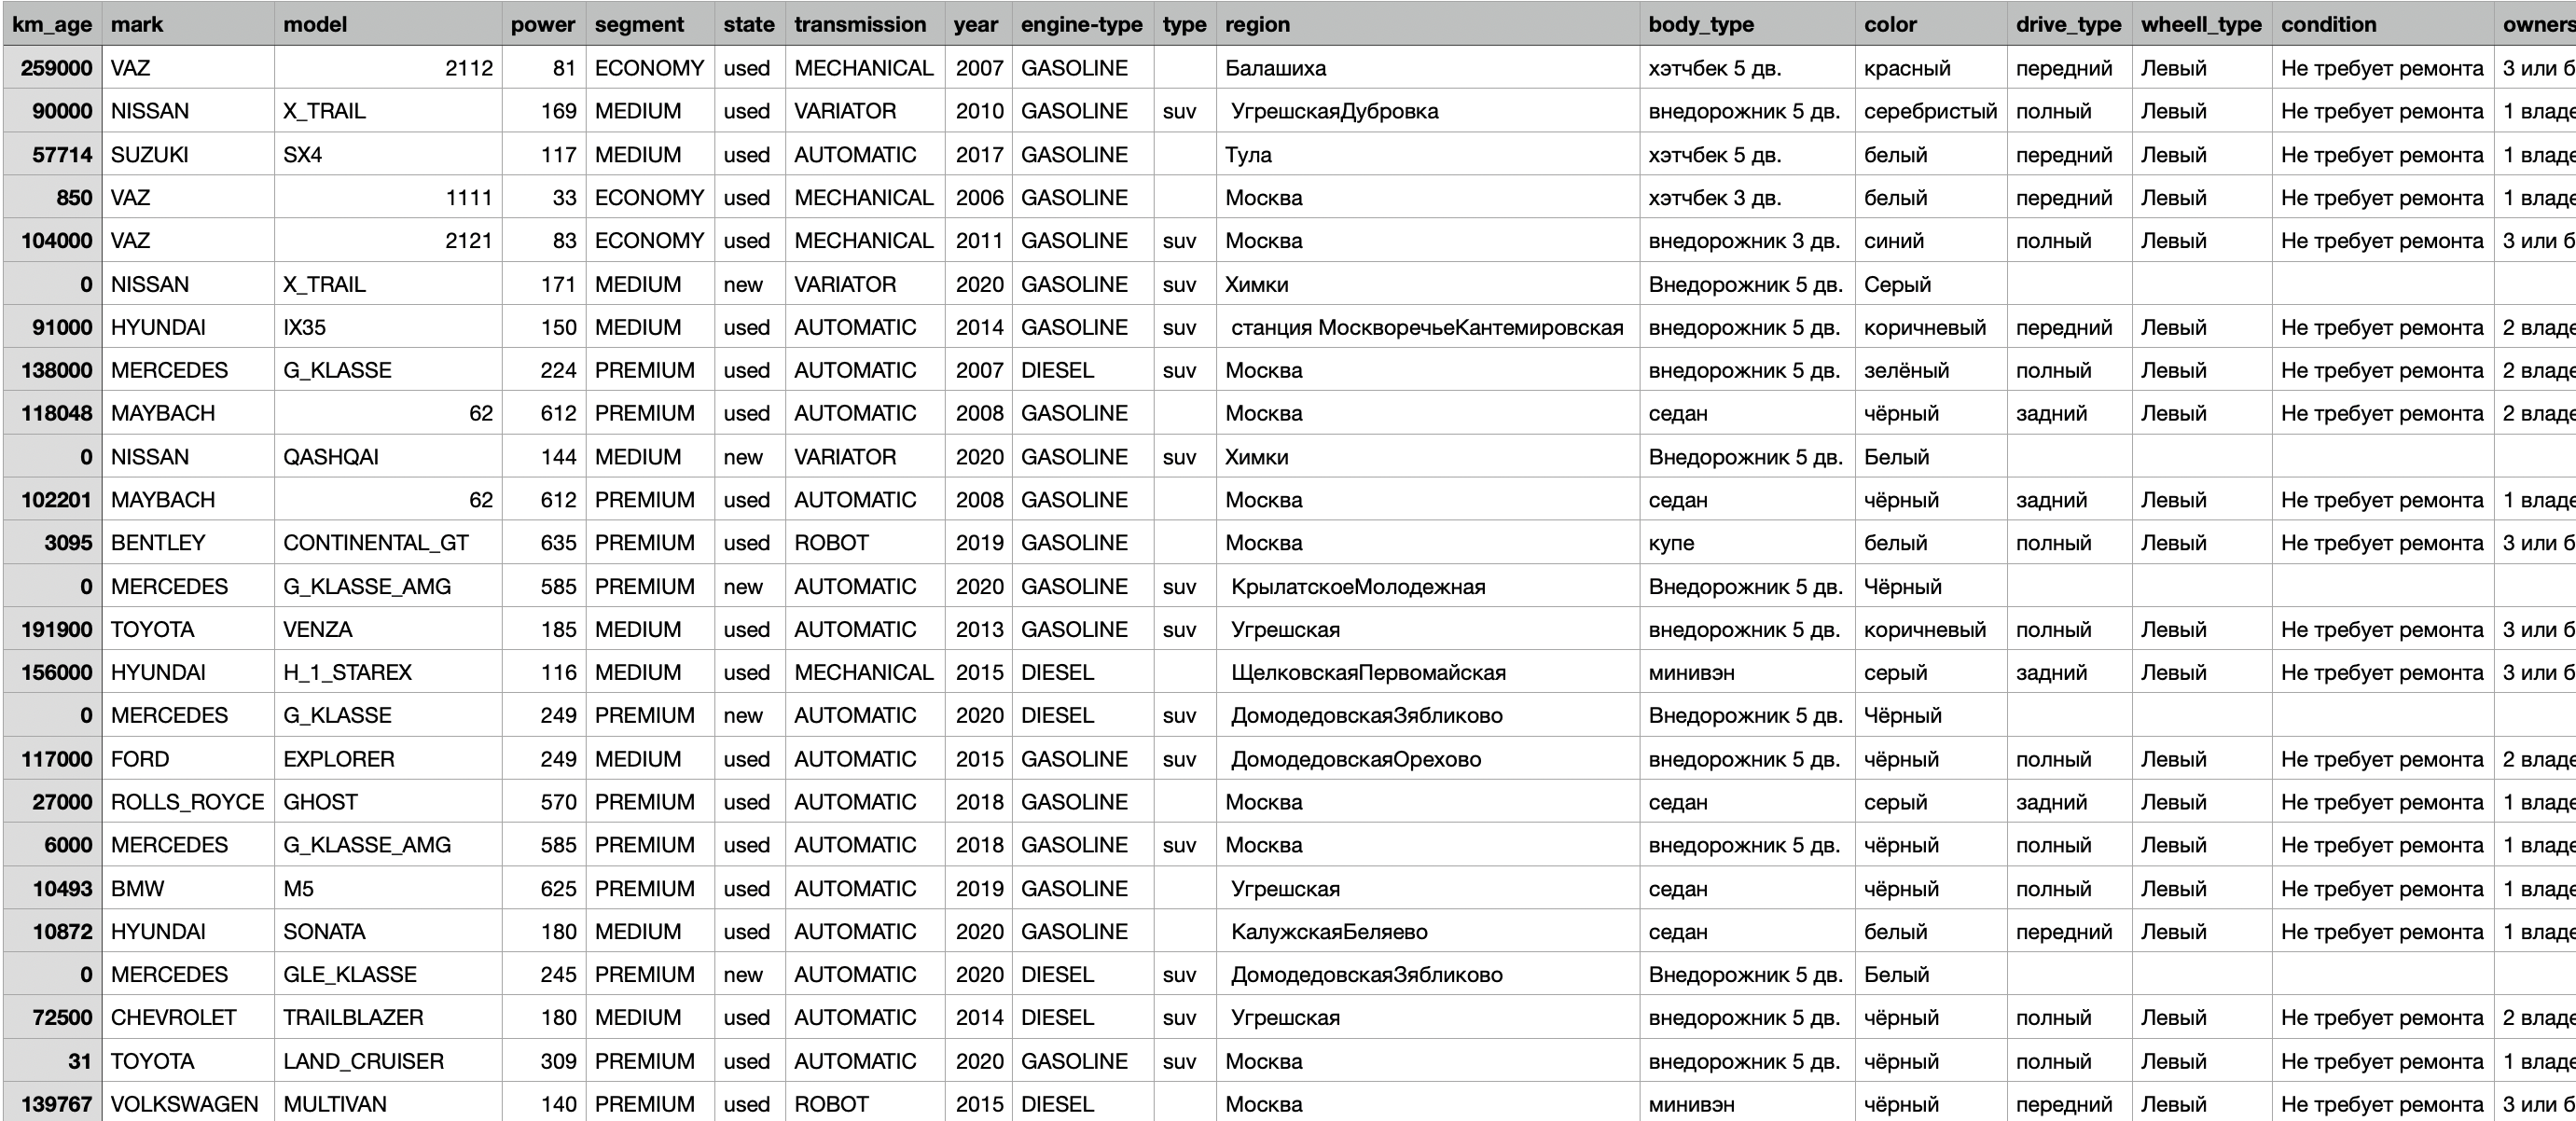 km_age mark model power segment state transmission year engine-type type region body_type color drive_type wheell_type condition owners
259000 VAZ 2112 81 ECONOMY used MECHANICAL 2007 GASOLINE Балашиха хэтчбек 5 дв. красный передний Левый Не требует ремонта 3 или б
90000 NISSAN X_TRAIL 169 MEDIUM used VARIATOR 2010 GASOLINE suv УгрешскаяДубровка внедорожник 5 дв. серебристый полный Левый Не требует ремонта 1 владе
57714 SUZUKI SX4 117 MEDIUM used AUTOMATIC 2017 GASOLINE Тула хэтчбек 5 дв. белый передний Левый Не требует ремонта 1 владе
850 VAZ 1111 33 ECONOMY used MECHANICAL 2006 GASOLINE Москва хэтчбек 3 дв. белый передний Левый Не требует ремонта 1 владе
104000 VAZ 2121 83 ECONOMY used MECHANICAL 2011 GASOLINE suv Москва внедорожник 3 дв. синий полный Левый Не требует ремонта 3 или б
0 NISSAN X_TRAIL 171 MEDIUM new VARIATOR 2020 GASOLINE suv Химки Внедорожник 5 дв. Серый
91000 HYUNDAI IX35 150 MEDIUM used AUTOMATIC 2014 GASOLINE suv станция МоскворечьеКантемировская внедорожник 5 дв. коричневый передний Левый Не требует ремонта 2 владе
138000 MERCEDES G_KLASSE 224 PREMIUM used AUTOMATIC 2007 DIESEL suv Москва внедорожник 5 дв. зелёный полный Левый Не требует ремонта 2 владе
118048 MAYBACH 62 612 PREMIUM used AUTOMATIC 2008 GASOLINE Москва седан чёрный задний Левый Не требует ремонта 2 владе
0 NISSAN QASHQAI 144 MEDIUM new VARIATOR 2020 GASOLINE suv Химки Внедорожник 5 дв. Белый
102201 MAYBACH 62 612 PREMIUM used AUTOMATIC 2008 GASOLINE Москва седан чёрный задний Левый Не требует ремонта 1 владе
3095 BENTLEY CONTINENTAL_GT 635 PREMIUM used ROBOT 2019 GASOLINE Москва купе белый полный Левый Не требует ремонта 3 или б
0 MERCEDES G_KLASSE_AMG 585 PREMIUM new AUTOMATIC 2020 GASOLINE suv КрылатскоеМолодежная Внедорожник 5 дв. Чёрный
191900 TOYOTA VENZA 185 MEDIUM used AUTOMATIC 2013 GASOLINE suv Угрешская внедорожник 5 дв. коричневый полный Левый Не требует ремонта 3 или б
156000 HYUNDAI H_1_STAREX 116 MEDIUM used MECHANICAL 2015 DIESEL ЩелковскаяПервомайская минивэн серый задний Левый Не требует ремонта 3 или б
0 MERCEDES G_KLASSE 249 PREMIUM new AUTOMATIC 2020 DIESEL suv ДомодедовскаяЗябликово Внедорожник 5 дв. Чёрный
117000 FORD EXPLORER 249 MEDIUM used AUTOMATIC 2015 GASOLINE suv ДомодедовскаяОрехово внедорожник 5 дв. чёрный полный Левый Не требует ремонта 2 владе
27000 ROLLS_ROYCE GHOST 570 PREMIUM used AUTOMATIC 2018 GASOLINE Москва седан серый задний Левый Не требует ремонта 1 владе
6000 MERCEDES G_KLASSE_AMG 585 PREMIUM used AUTOMATIC 2018 GASOLINE suv Москва внедорожник 5 дв. чёрный полный Левый Не требует ремонта 1 владе
10493 BMW M5 625 PREMIUM used AUTOMATIC 2019 GASOLINE Угрешская седан чёрный полный Левый Не требует ремонта 1 владе
10872 HYUNDAI SONATA 180 MEDIUM used AUTOMATIC 2020 GASOLINE КалужскаяБеляево седан белый передний Левый Не требует ремонта 1 владе
0 MERCEDES GLE_KLASSE 245 PREMIUM new AUTOMATIC 2020 DIESEL suv ДомодедовскаяЗябликово Внедорожник 5 дв. Белый
72500 CHEVROLET TRAILBLAZER 180 MEDIUM used AUTOMATIC 2014 DIESEL suv Угрешская внедорожник 5 дв. чёрный полный Левый Не требует ремонта 2 владе
31 TOYOTA LAND_CRUISER 309 PREMIUM used AUTOMATIC 2020 GASOLINE suv Москва внедорожник 5 дв. чёрный полный Левый Не требует ремонта 1 владе
139767 VOLKSWAGEN MULTIVAN 140 PREMIUM used ROBOT 2015 DIESEL Москва минивэн чёрный передний Левый Не требует ремонта 3 или б